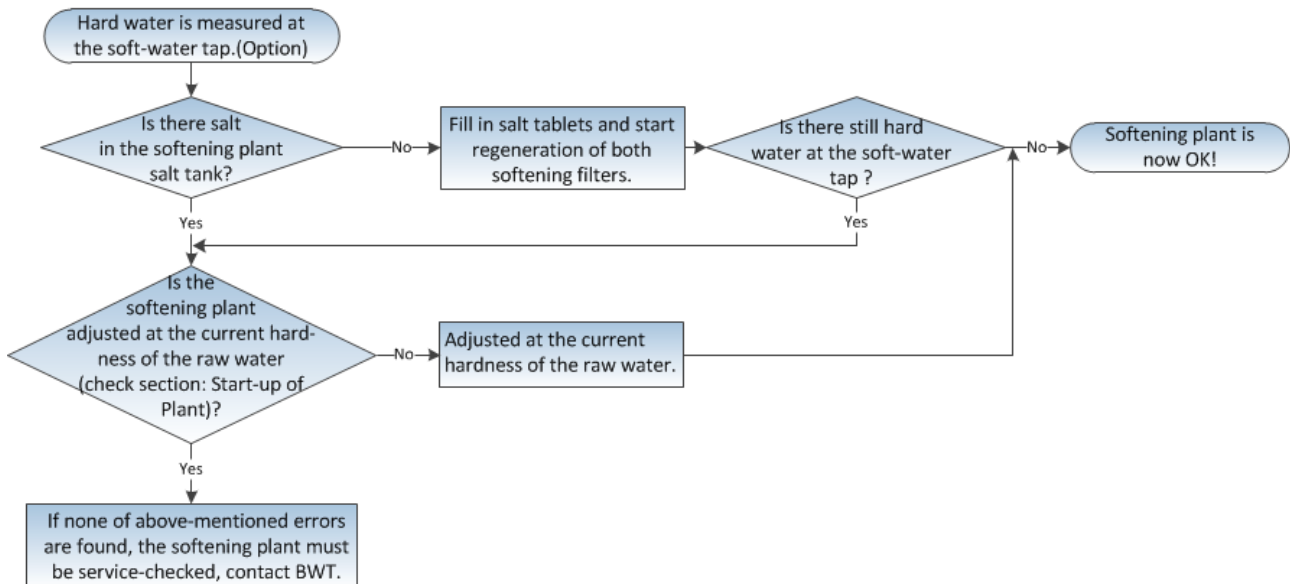 Hard water is measured at
the soft-water tap.(Option)
Is there salt
in the softening plant
salt tank?
No
Fill in salt tablets and start
regeneration of both
softening filters.
Is there still hard
water at the soft-water
tap ?
No
Softening plant is
now OK!
Yes
Yes
Is the
softening plant
adjusted at the current hard-
ness of the raw water
(check section: Start-up of
Plant)?
No
Adjusted at the current
hardness of the raw water.
Yes
If none of above-mentioned errors
are found, the softening plant must
be service-checked, contact BWT.